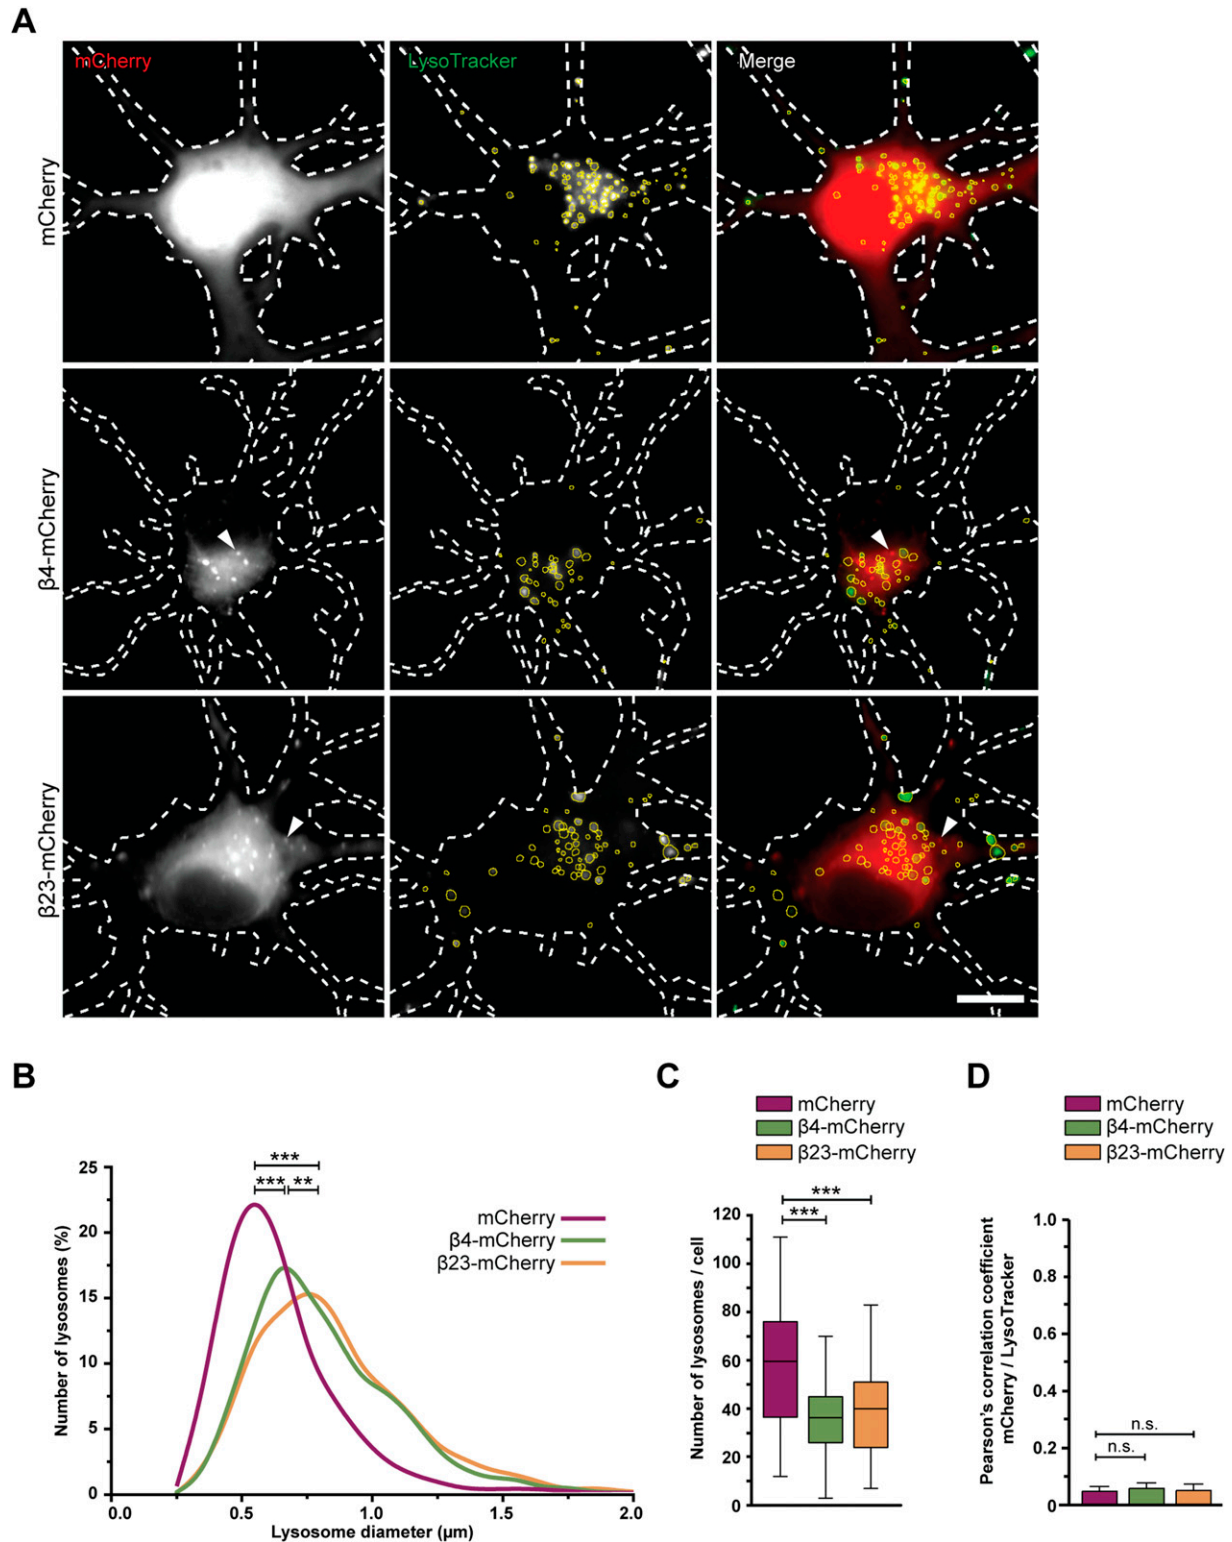 A
mCherry
LysoTracker
Merge
mCherry
β4-mCherry
β23-mCherry
B
***
*** **
mCherry
β4-mCherry
β23-mCherry
25
20
15
10
5
0
0.0 0.5 1.0 1.5 2.0
Number of lysosomes (%)
Lysosome diameter (µm)
C
mCherry
β4-mCherry
β23-mCherry
***
***
120
100
80
60
40
20
0
Number of lysosomes / cell
D
mCherry
β4-mCherry
β23-mCherry
1.0
0.8
0.6
0.4
0.2
0
n.s.
n.s.
Pearson's correlation coefficient
mCherry / LysoTracker